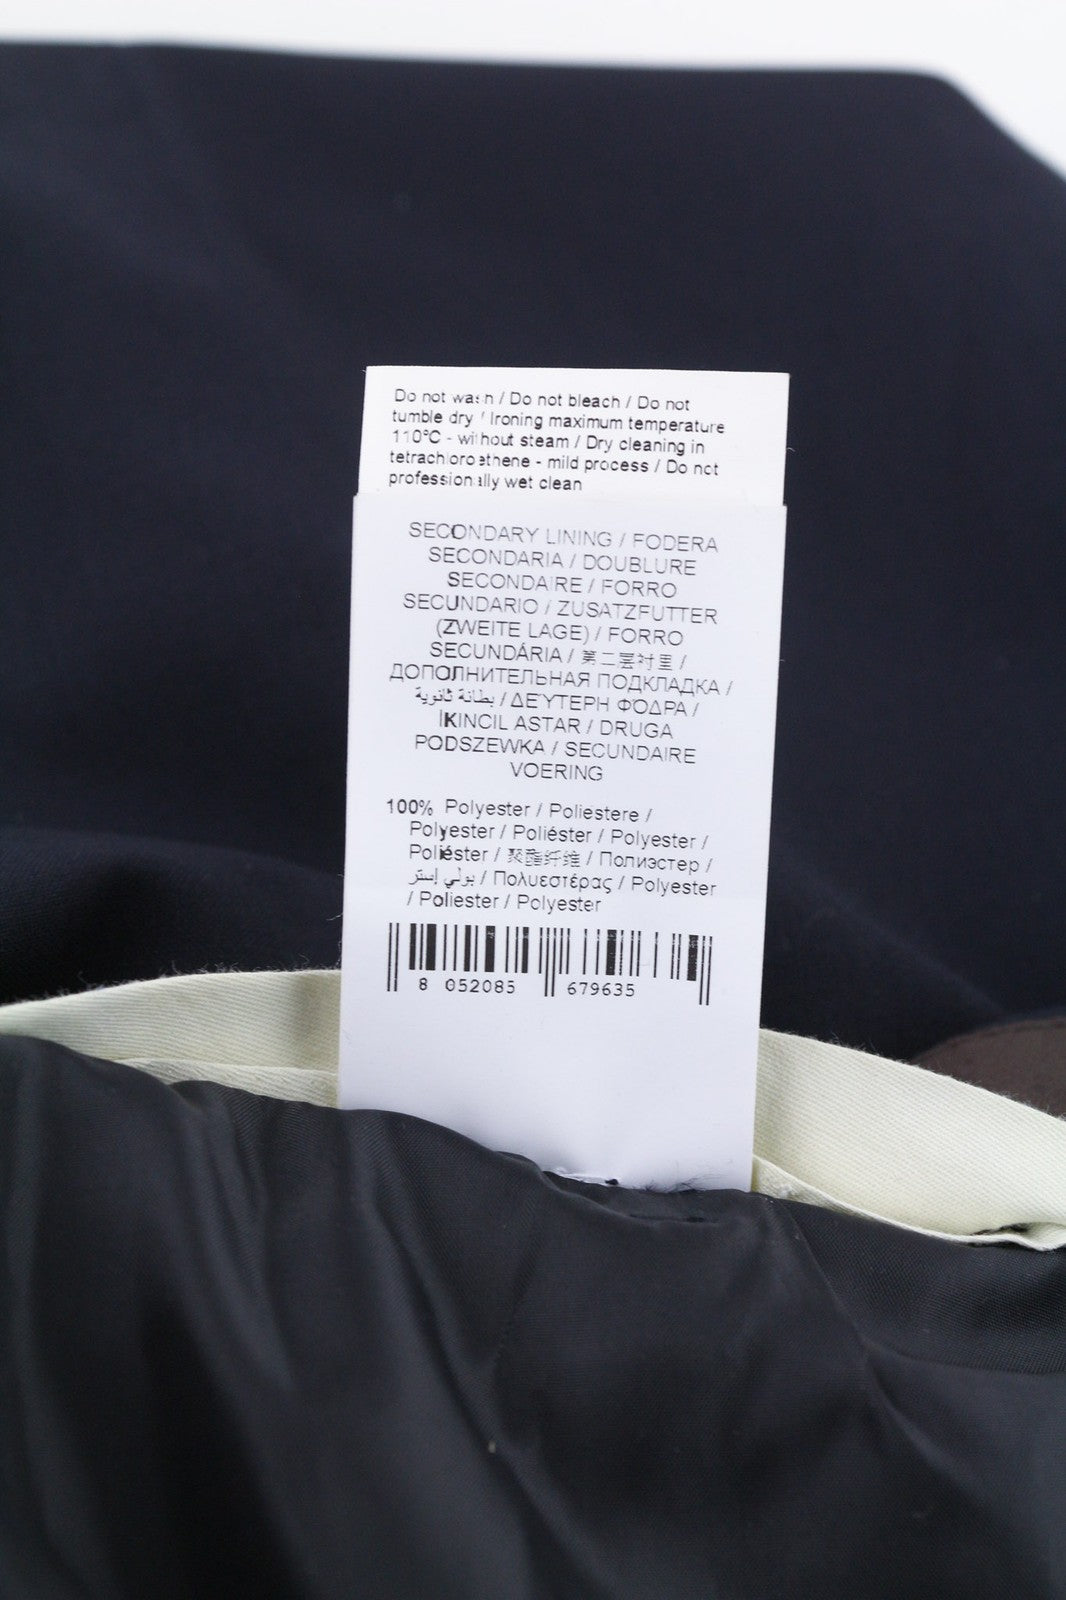 Do not wash / Do not bleach / Do not
tumble dry / Ironing maximum temperature
110°C - without steam / Dry cleaning in
tetrachloroethene - mild process / Do not
professionally wet clean
SECONDARY LINING / FODERA
SECONDARIA / DOUBLURE
SECONDAIRE / FORRO
SECUNDARIO / ZUSATZFUTTER
(ZWEITE LAGE) / FORRO
SECUNDÁRIA / 第二层衬里 /
ДОПОЛНИТЕЛЬНАЯ ПОДКЛАДКА /
بطانة ثانوية / ΔΕΎΤΕΡΗ ΦΌΔΡΑ /
İKINCIL ASTAR / DRUGA
PODSZEWKA / SECUNDAIRE
VOERING
100% Polyester / Poliestere /
Polyester / Poliéster / Polyester /
Poliéster / 聚酯纤维 / Полиэстер /
بولي إستر / Πολυεστέρας / Polyester
/ Poliester / Polyester
8 052085 679635